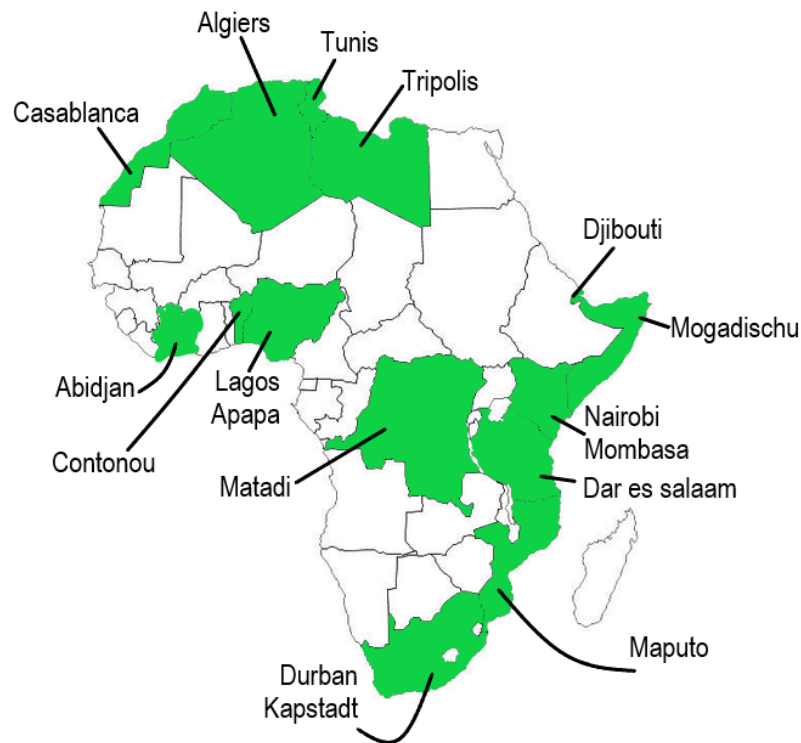 Algiers
Tunis
Tripolis
Casablanca
Djibouti
Mogadischu
Abidjan
Lagos
Apapa
Contonou
Nairobi
Mombasa
Matadi
Dar es salaam
Maputo
Durban
Kapstadt